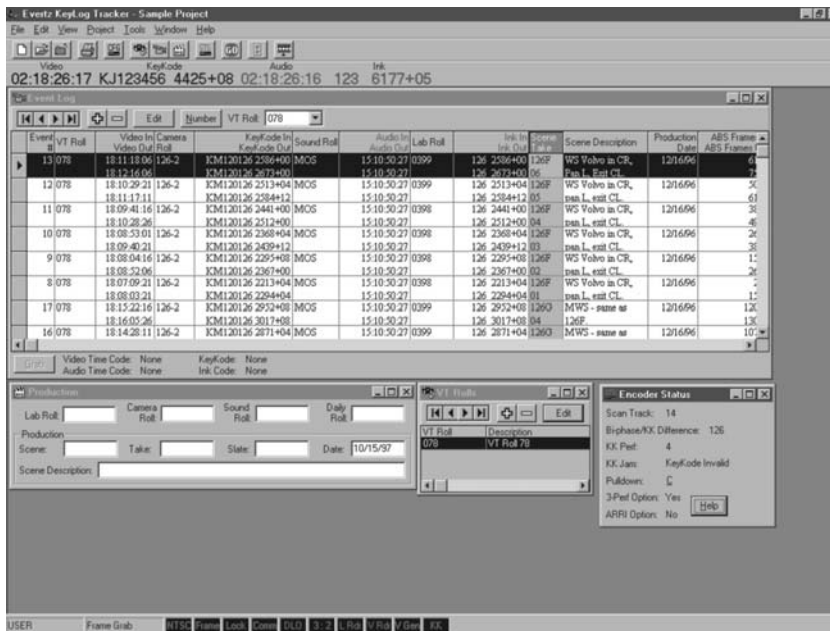 Evertz KeyLog Tracker - Sample Project
File Edit View Project Tools Window Help
Video KeyKode Audio Ink
02:18:26:17 KJ123456 4425+08 02:18:26:16 123 6177+05
Event Log
Edit Number VT Roll: 078
Event # VT Roll Video In Camera KeyKode In Sound Roll Audio In Lab Roll Ink In Scene Scene Description Production ABS Frames
Video Out Roll KeyKode Out Audio Out Ink Out Take Date ABS Frames
13 078 18:11:18:06 126-2 KM120126 2586+00 MOS 15:10:50:27 0399 126 2586+00 126F WS Volvo in CR, 12/16/96
18:12:16:06 KM120126 2673+00 15:10:50:27 126 2673+00 06 Pan L, Exit CL.
12 078 18:10:29:21 126-2 KM120126 2513+04 MOS 15:10:50:27 0399 126 2513+04 126F WS Volvo in CR, 12/16/96
18:11:17:11 KM120126 2584+12 15:10:50:27 126 2584+12 05 pan L, exit CL.
11 078 18:09:41:16 126-2 KM120126 2441+00 MOS 15:10:50:27 0398 126 2441+00 126F WS Volvo in CR, 12/16/96
18:10:28:26 KM120126 2512+00 15:10:50:27 126 2512+00 04 pan L, exit CL.
10 078 18:08:53:01 126-2 KM120126 2368+04 MOS 15:10:50:27 0398 126 2368+04 126F WS Volvo in CR, 12/16/96
18:09:40:21 KM120126 2439+12 15:10:50:27 126 2439+12 03 pan L, exit CL.
9 078 18:08:04:16 126-2 KM120126 2295+08 MOS 15:10:50:27 0398 126 2295+08 126F WS Volvo in CR, 12/16/96
18:08:52:06 KM120126 2367+00 15:10:50:27 126 2367+00 02 pan L, exit CL.
8 078 18:07:09:21 126-2 KM120126 2213+04 MOS 15:10:50:27 0398 126 2213+04 126F WS Volvo in CR, 12/16/96
18:08:03:21 KM120126 2294+04 15:10:50:27 126 2294+04 01 pan L, exit CL.
17 078 18:15:22:16 126-2 KM120126 2952+08 MOS 15:10:50:27 0399 126 2952+08 126G MWS - same as 12/16/96
18:16:05:26 KM120126 3017+08 15:10:50:27 126 3017+08 04 126F.
16 078 18:14:28:11 126-2 KM120126 2871+04 MOS 15:10:50:27 0399 126 2871+04 126G MWS - same as 12/16/96
Grab Video Time Code: None KeyKode: None
Audio Time Code: None Ink Code: None
Production
Lab Roll: Camera Roll: Sound Roll: Daily Roll:
Production
Scene: Take: Slate: Date: 10/15/97
Scene Description:
VT Rolls
Edit
VT Roll Description
078 VT Roll 78
Encoder Status
Scan Track: 14
Bi-phase/KK Difference: 126
KK Perf: 4
KK Jam: KeyKode Invalid
Pulldown: C
3-Perf Option: Yes
ARRI Option: No
Help
USER Frame Grab NTSC Frame Lock Comm DLO 3:2 L Rdr V Rdr V Gen KK